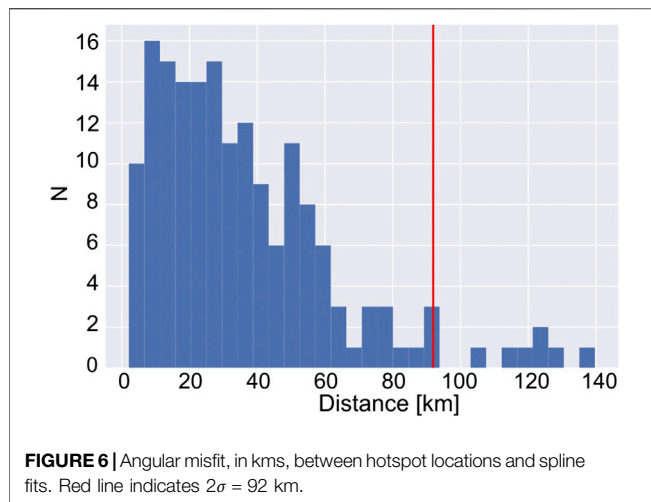 16
14
12
10
8
6
4
2
0
N
0 20 40 60 80 100 120 140
Distance [km]
FIGURE 6 | Angular misfit, in kms, between hotspot locations and spline
fits. Red line indicates 2σ = 92 km.